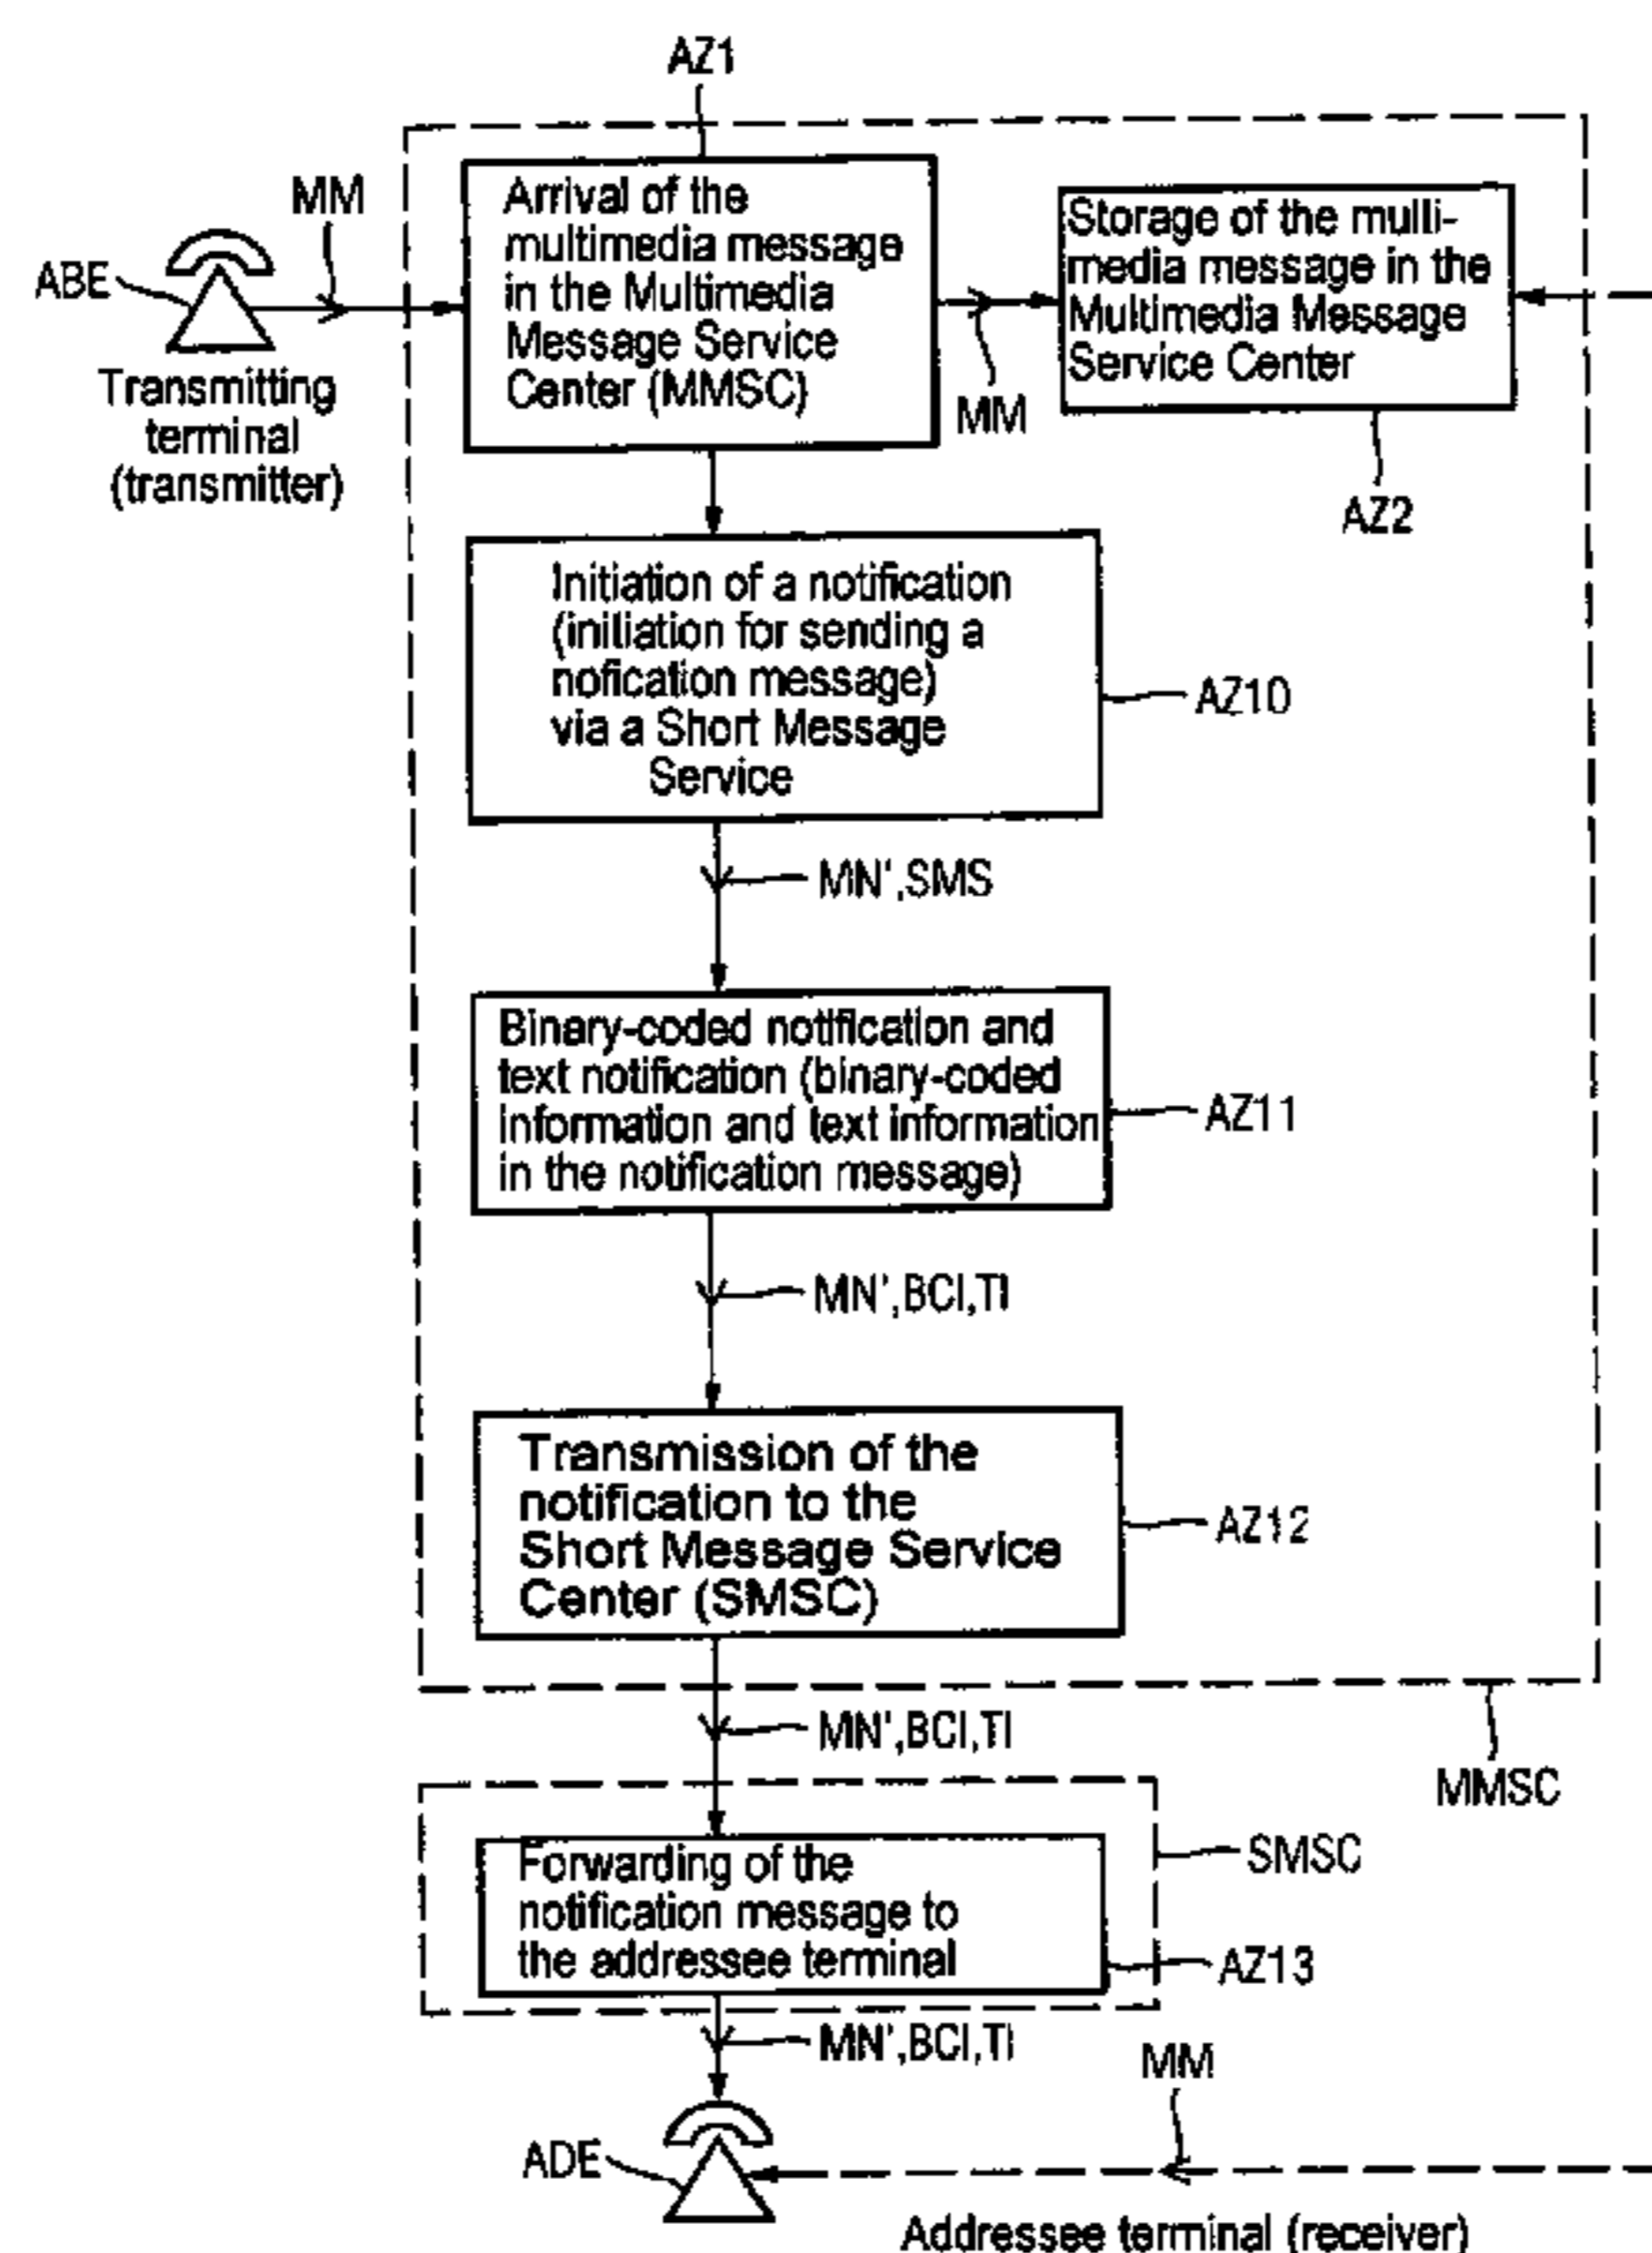 AZ1
MM
ABE
Transmitting
terminal
(transmitter)
Arrival of the
multimedia message
in the Multimedia
Message Service
Center (MMSC)
MM
Storage of the multi-
media message in the
Multimedia Message
Service Center
AZ2
Initiation of a notification
(initiation for sending a
nofication message)
via a Short Message
Service
AZ10
MN',SMS
Binary-coded notification and
text notification (binary-coded
information and text information
in the notification message)
AZ11
MN',BCI,TI
Transmission of the
notification to the
Short Message Service
Center (SMSC)
AZ12
MN',BCI,TI
MMSC
SMSC
Forwarding of the
notification message to
the addressee terminal
AZ13
MN',BCI,TI
MM
ADE
Addressee terminal (receiver)